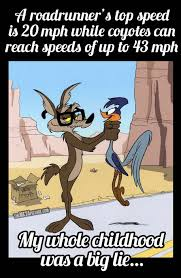 A roadrunner's top speed
is 20 mph while coyotes can
reach speeds of up to 43 mph
My whole childhood
was a big lie...